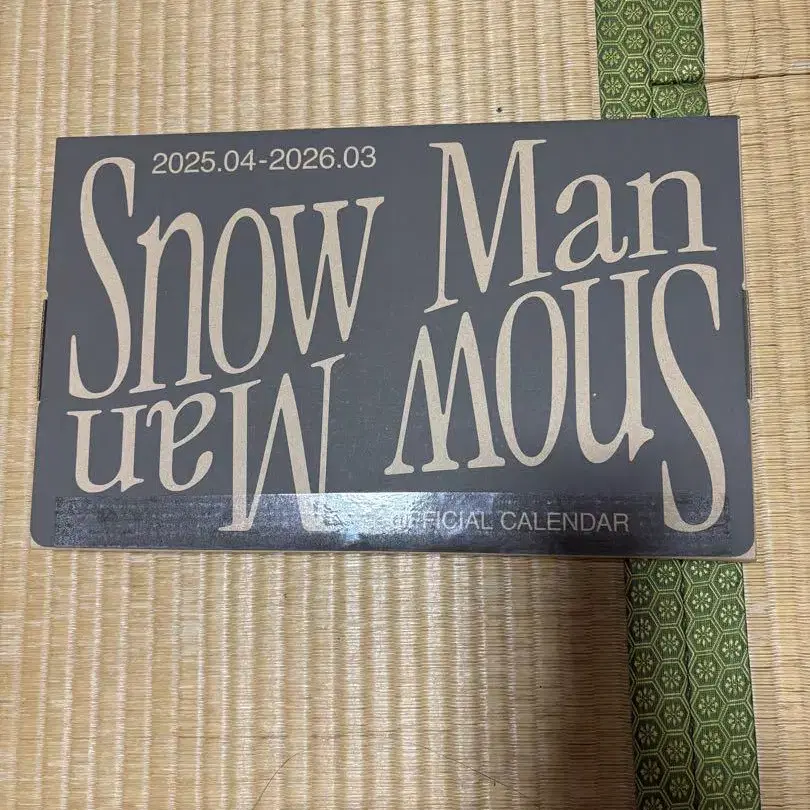 2025.04-2026.03
Snow Man
Snow Man
OFFICIAL CALENDAR